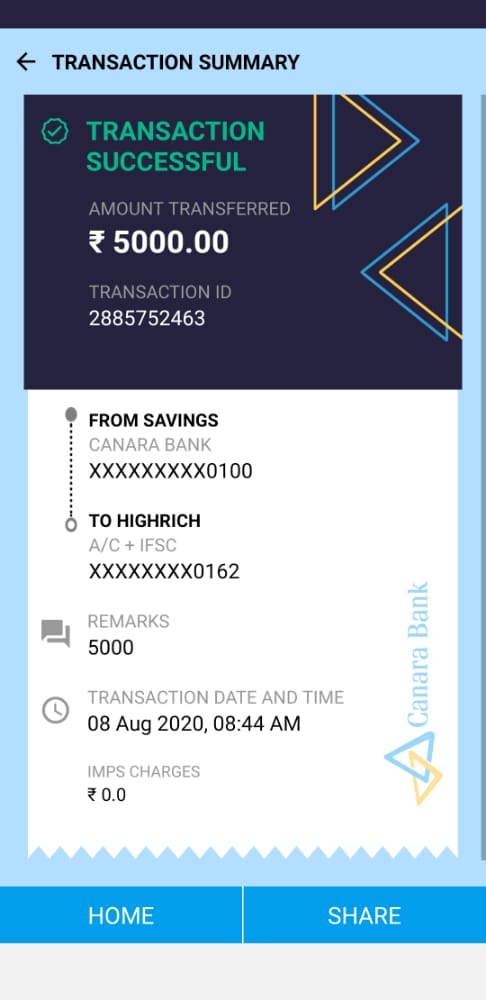 TRANSACTION SUMMARY
TRANSACTION
SUCCESSFUL
AMOUNT TRANSFERRED
₹ 5000.00
TRANSACTION ID
2885752463
FROM SAVINGS
CANARA BANK
XXXXXXXXX0100
TO HIGHRICH
A/C + IFSC
XXXXXXXX0162
REMARKS
5000
TRANSACTION DATE AND TIME
08 Aug 2020, 08:44 AM
IMPS CHARGES
₹ 0.0
Canara Bank
HOME
SHARE